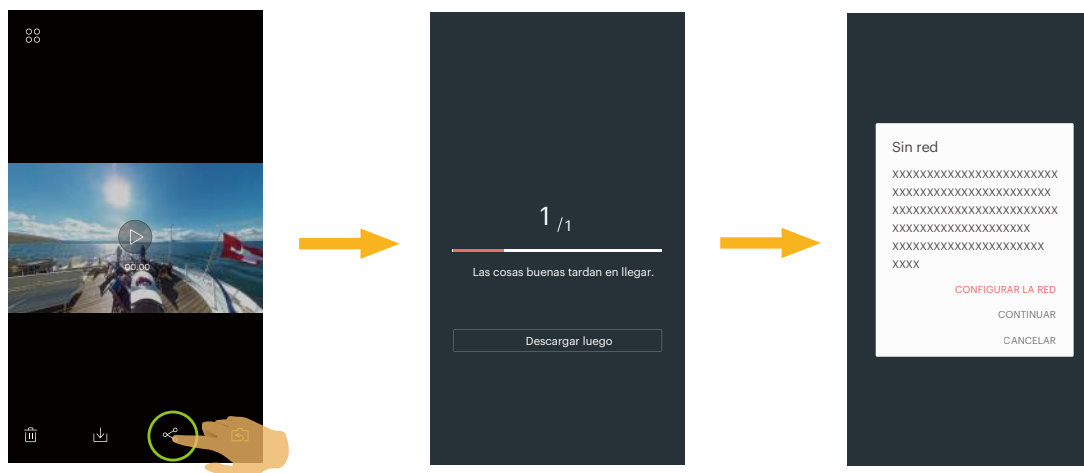 00:00
1 /1
Las cosas buenas tardan en llegar.
Descargar luego
Sin red
XXXXXXXXXXXXXXXXXXXXXXXX
XXXXXXXXXXXXXXXXXXXXXXX
XXXXXXXXXXXXXXXXXXXXXXXX
XXXXXXXXXXXXXXXXXXXX
XXXXXXXXXXXXXXXXXXXXXX
XXXX
CONFIGURAR LA RED
CONTINUAR
CANCELAR